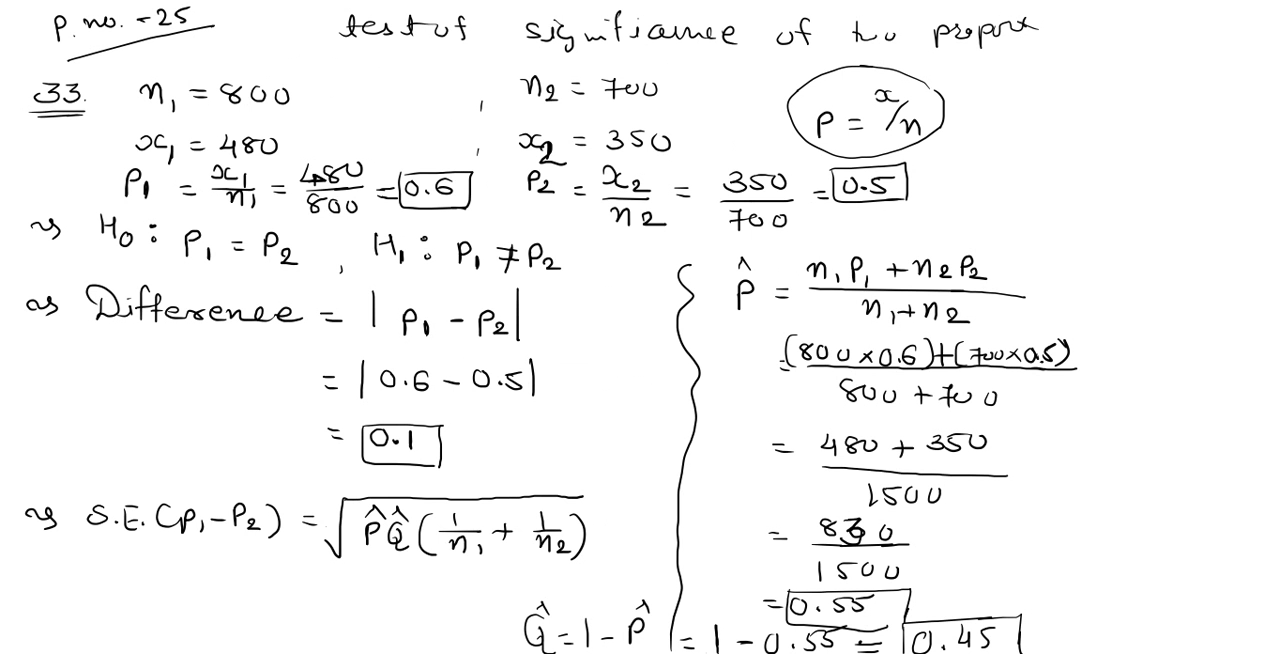 P. no. - 25 test of significance of two propor
33. n₁ = 800 , n₂ = 700
x₁ = 480 , x₂ = 350
P = x/n
P₁ = x₁/n₁ = 480/800 = 0.6 P₂ = x₂/n₂ = 350/700 = 0.5
H₀ : P₁ = P₂ , H₁ : P₁ ≠ P₂
Difference = | P₁ - P₂ |
= | 0.6 - 0.5 |
= 0.1
S.E. (P₁ - P₂) = √(P̂Q̂ (1/n₁ + 1/n₂))
P̂ = (n₁P₁ + n₂P₂)/(n₁ + n₂)
= ((800 × 0.6) + (700 × 0.5))/(800 + 700)
= (480 + 350)/1500
= 830/1500
= 0.55
Q̂ = 1 - P̂ = 1 - 0.55 = 0.45